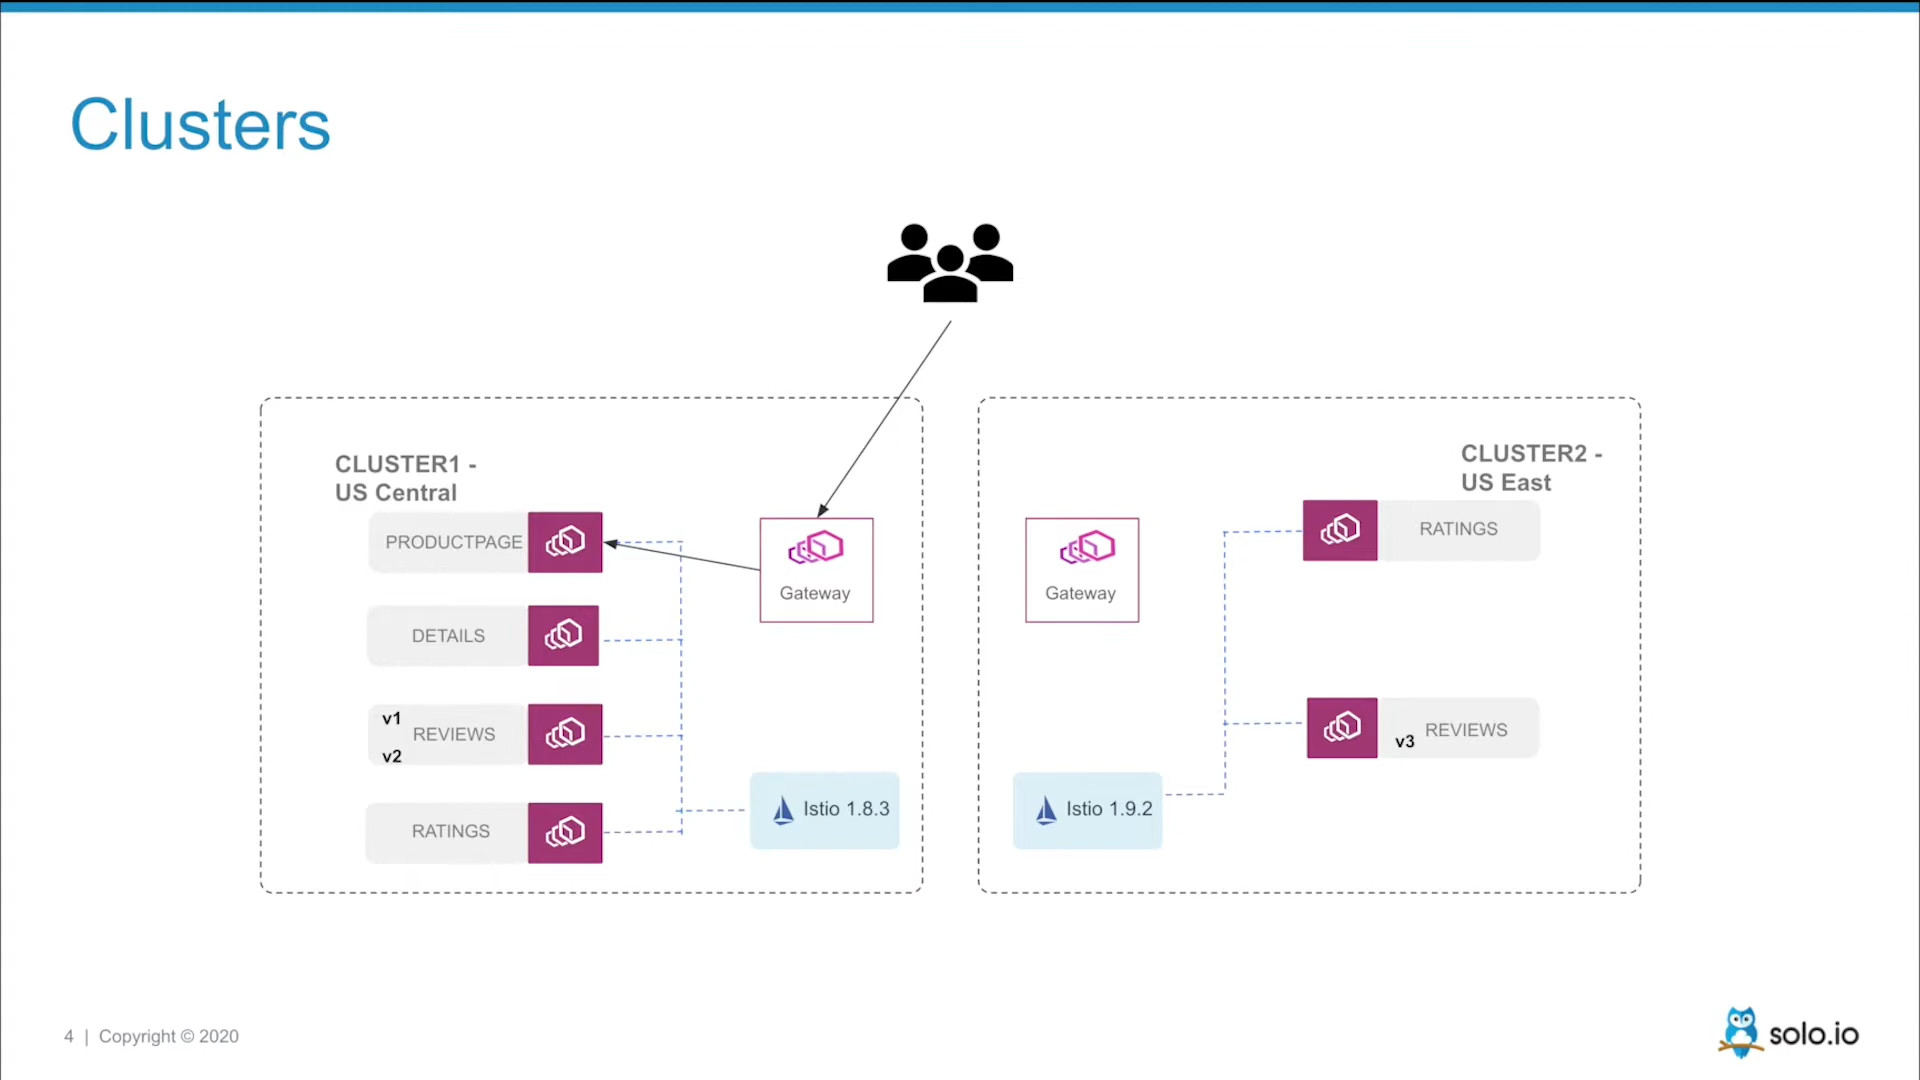 Clusters
CLUSTER1 -
US Central
PRODUCTPAGE
DETAILS
v1
REVIEWS
v2
RATINGS
Gateway
Istio 1.8.3
CLUSTER2 -
US East
Gateway
RATINGS
REVIEWS
v3
Istio 1.9.2
4 | Copyright © 2020
solo.io